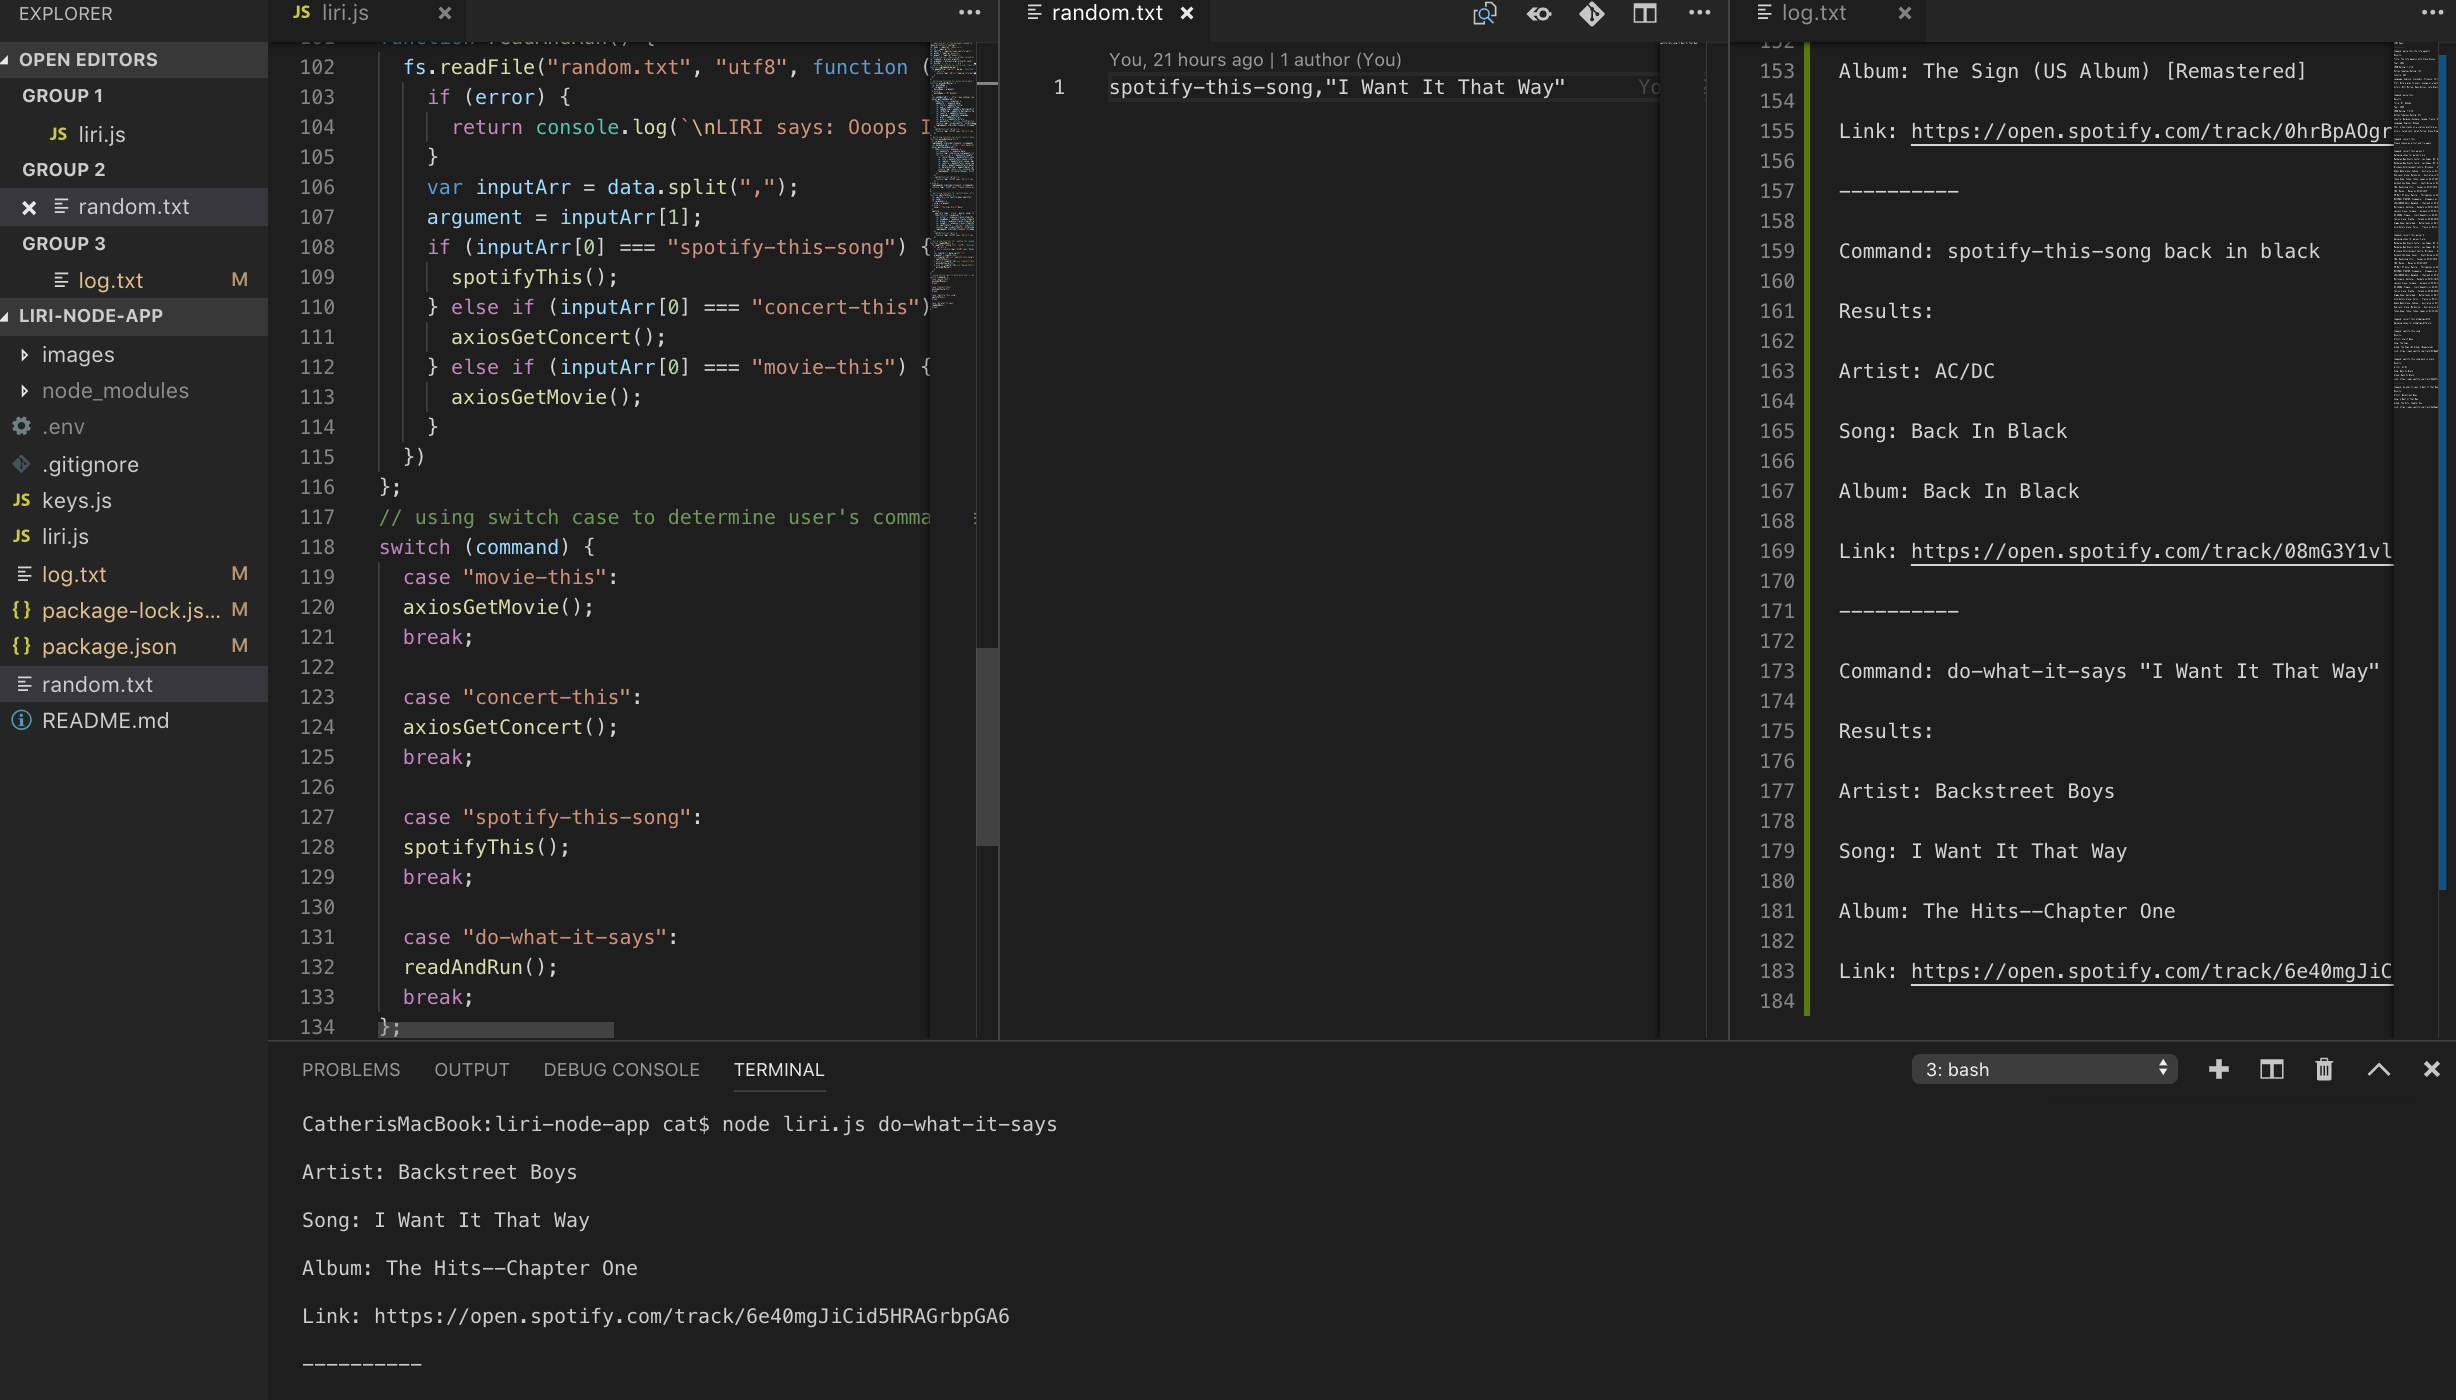 EXPLORER
OPEN EDITORS
GROUP 1
JS liri.js
GROUP 2
random.txt
GROUP 3
log.txt M
LIRI-NODE-APP
images
node_modules
.env
.gitignore
JS keys.js
JS liri.js
log.txt M
{} package-lock.js... M
{} package.json M
random.txt
README.md
JS liri.js
102 fs.readFile("random.txt", "utf8", function (
103 if (error) {
104 return console.log(`\nLIRI says: Ooops I
105 }
106 var inputArr = data.split(",");
107 argument = inputArr[1];
108 if (inputArr[0] === "spotify-this-song") {
109 spotifyThis();
110 } else if (inputArr[0] === "concert-this")
111 axiosGetConcert();
112 } else if (inputArr[0] === "movie-this") {
113 axiosGetMovie();
114 }
115 })
116 };
117 // using switch case to determine user's comma
118 switch (command) {
119 case "movie-this":
120 axiosGetMovie();
121 break;
122
123 case "concert-this":
124 axiosGetConcert();
125 break;
126
127 case "spotify-this-song":
128 spotifyThis();
129 break;
130
131 case "do-what-it-says":
132 readAndRun();
133 break;
134 };
random.txt
You, 21 hours ago | 1 author (You)
1 spotify-this-song,"I Want It That Way"
log.txt
153 Album: The Sign (US Album) [Remastered]
154
155 Link: https://open.spotify.com/track/0hrBpAOgr
156
157 ----------
158
159 Command: spotify-this-song back in black
160
161 Results:
162
163 Artist: AC/DC
164
165 Song: Back In Black
166
167 Album: Back In Black
168
169 Link: https://open.spotify.com/track/08mG3Y1vl
170
171 ----------
172
173 Command: do-what-it-says "I Want It That Way"
174
175 Results:
176
177 Artist: Backstreet Boys
178
179 Song: I Want It That Way
180
181 Album: The Hits--Chapter One
182
183 Link: https://open.spotify.com/track/6e40mgJiC
184
PROBLEMS OUTPUT DEBUG CONSOLE TERMINAL 3: bash
CatherisMacBook:liri-node-app cat$ node liri.js do-what-it-says
Artist: Backstreet Boys
Song: I Want It That Way
Album: The Hits--Chapter One
Link: https://open.spotify.com/track/6e40mgJiCid5HRAGrbpGA6
----------